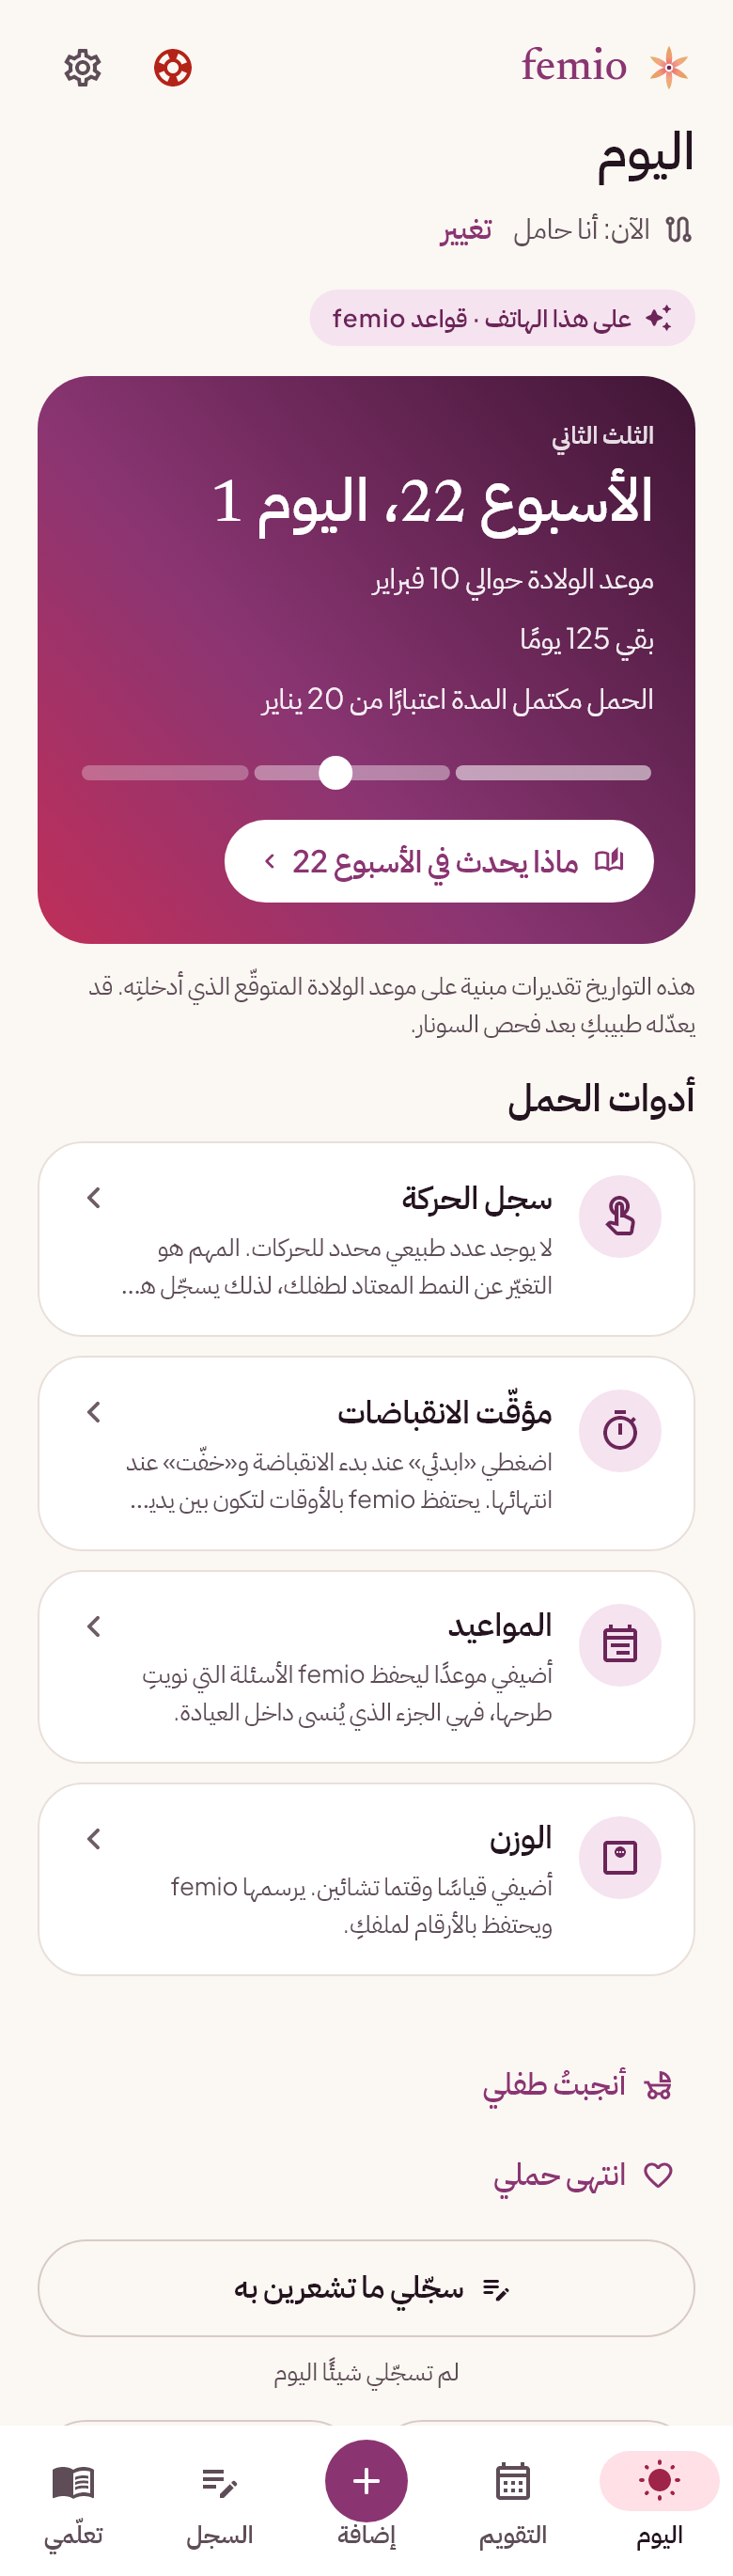 femio
اليوم
الآن: أنا حامل تغيير
على هذا الهاتف · قواعد femio
الثلث الثاني
الأسبوع 22، اليوم 1
موعد الولادة حوالي 10 فبراير
بقي 125 يومًا
الحمل مكتمل المدة اعتبارًا من 20 يناير
ماذا يحدث في الأسبوع 22
هذه التواريخ تقديرات مبنية على موعد الولادة المتوقّع الذي أدخلتِه. قد
يعدّله طبيبكِ بعد فحص السونار.
أدوات الحمل
سجل الحركة
لا يوجد عدد طبيعي محدد للحركات. المهم هو
التغيّر عن النمط المعتاد لطفلك، لذلك يسجّل هـ...
مؤقّت الانقباضات
اضغطي «ابدئي» عند بدء الانقباضة و«خفّت» عند
انتهائها. يحتفظ femio بالأوقات لتكون بين يديـ...
المواعيد
أضيفي موعدًا ليحفظ femio الأسئلة التي نويتِ
طرحها، فهي الجزء الذي يُنسى داخل العيادة.
الوزن
أضيفي قياسًا وقتما تشائين. يرسمها femio
ويحتفظ بالأرقام لملفكِ.
أنجبتُ طفلي
انتهى حملي
سجّلي ما تشعرين به
لم تسجّلي شيئًا اليوم
اليوم
التقويم
إضافة
السجل
تعلّمي